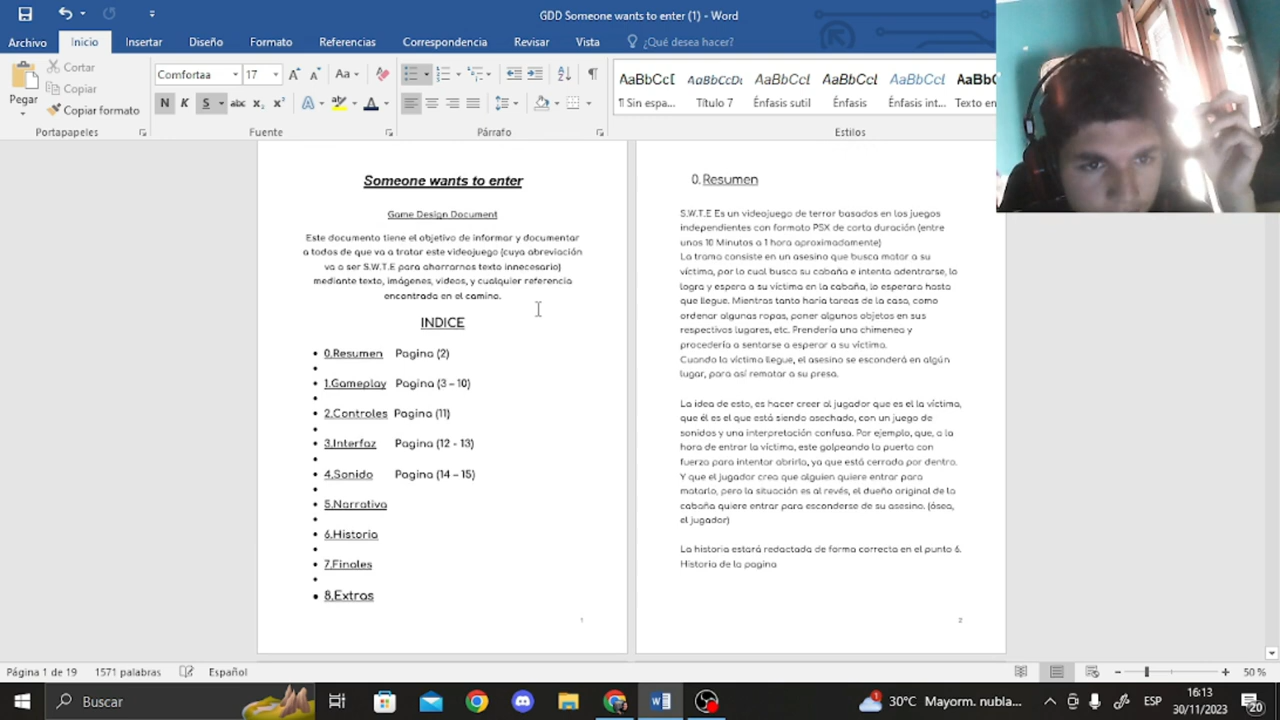 GDD Someone wants to enter (1) - Word
Archivo Inicio Insertar Diseño Formato Referencias Correspondencia Revisar Vista ¿Qué desea hacer?
Pegar
Cortar
Copiar
Copiar formato
Portapapeles
Comfortaa 17 Aa
N K S abc x₂ x²
Fuente
Párrafo
AaBbCcI AaBbCcDı AaBbCcI AaBbCcI AaBbCcI AaBbC
¶ Sin espa... Título 7 Énfasis sutil Énfasis Énfasis int... Texto en
Estilos
Someone wants to enter
Game Design Document
Este documento tiene el objetivo de informar y documentar
a todos de que va a tratar este videojuego (cuya abreviación
va a ser S.W.T.E para ahorrarnos texto innecesario)
mediante texto, imágenes, videos, y cualquier referencia
encontrada en el camino.
INDICE
• 0.Resumen Pagina (2)
•
• 1.Gameplay Pagina (3 – 10)
•
• 2.Controles Pagina (11)
•
• 3.Interfaz Pagina (12 - 13)
•
• 4.Sonido Pagina (14 – 15)
•
• 5.Narrativa
•
• 6.Historia
•
• 7.Finales
•
• 8.Extras
1
0. Resumen
S.W.T.E Es un videojuego de terror basados en los juegos
independientes con formato PSX de corta duración (entre
unos 10 Minutos a 1 hora aproximadamente)
La trama consiste en un asesino que busca matar a su
víctima, por lo cual busca su cabaña e intenta adentrarse, lo
logra y espera a su víctima en la cabaña, lo esperara hasta
que llegue. Mientras tanto haría tareas de la casa, como
ordenar algunas ropas, poner algunos objetos en sus
respectivos lugares, etc. Prendería una chimenea y
procedería a sentarse a esperar a su víctima.
Cuando la víctima llegue, el asesino se esconderá en algún
lugar, para así rematar a su presa.
La idea de esto, es hacer creer al jugador que es el la víctima,
que él es el que está siendo asechado, con un juego de
sonidos y una interpretación confusa. Por ejemplo, que, a la
hora de entrar la víctima, este golpeando la puerta con
fuerza para intentar abrirla, ya que está cerrada por dentro.
Y que el jugador crea que alguien quiere entrar para
matarlo, pero la situación es al revés, el dueño original de la
cabaña quiere entrar para esconderse de su asesino. (ósea,
el jugador)
La historia estará redactada de forma correcta en el punto 6.
Historia de la pagina
2
Página 1 de 19 1571 palabras Español 50 %
Buscar 1 30°C Mayorm. nubla... ESP 16:13
30/11/2023 20